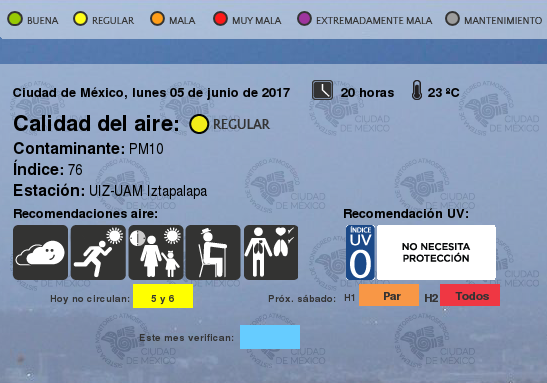 BUENA REGULAR MALA MUY MALA EXTREMADAMENTE MALA MANTENIMIENTO
Ciudad de México, lunes 05 de junio de 2017 20 horas 23 ºC
Calidad del aire: REGULAR
Contaminante: PM10
Índice: 76
Estación: UIZ-UAM Iztapalapa
Recomendaciones aire: Recomendación UV:
ÍNDICE
UV
0
NO NECESITA
PROTECCIÓN
Hoy no circulan: 5 y 6 Próx. sábado: H1 Par H2 Todos
Este mes verifican: